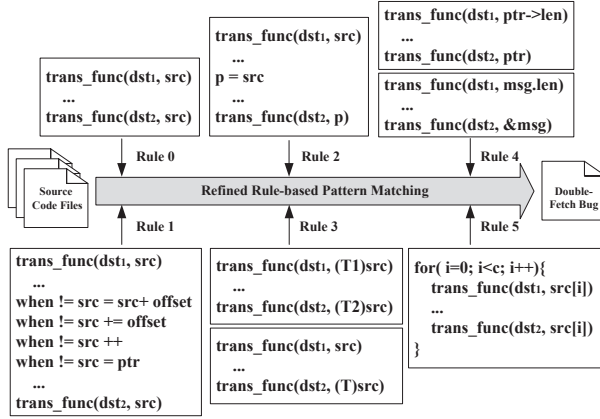 trans_func(dst1, src)
...
trans_func(dst2, src)
trans_func(dst1, src)
...
p = src
...
trans_func(dst2, p)
trans_func(dst1, ptr->len)
...
trans_func(dst2, ptr)
trans_func(dst1, msg.len)
...
trans_func(dst2, &msg)
Rule 0
Rule 2
Rule 4
Source
Code Files
Refined Rule-based Pattern Matching
Double-
Fetch Bug
Rule 1
Rule 3
Rule 5
trans_func(dst1, src)
...
when != src = src+ offset
when != src += offset
when != src ++
when != src = ptr
...
trans_func(dst2, src)
trans_func(dst1, (T1)src)
...
trans_func(dst2, (T2)src)
trans_func(dst1, src)
...
trans_func(dst2, (T)src)
for( i=0; i<c; i++){
trans_func(dst1, src[i])
...
trans_func(dst2, src[i])
}